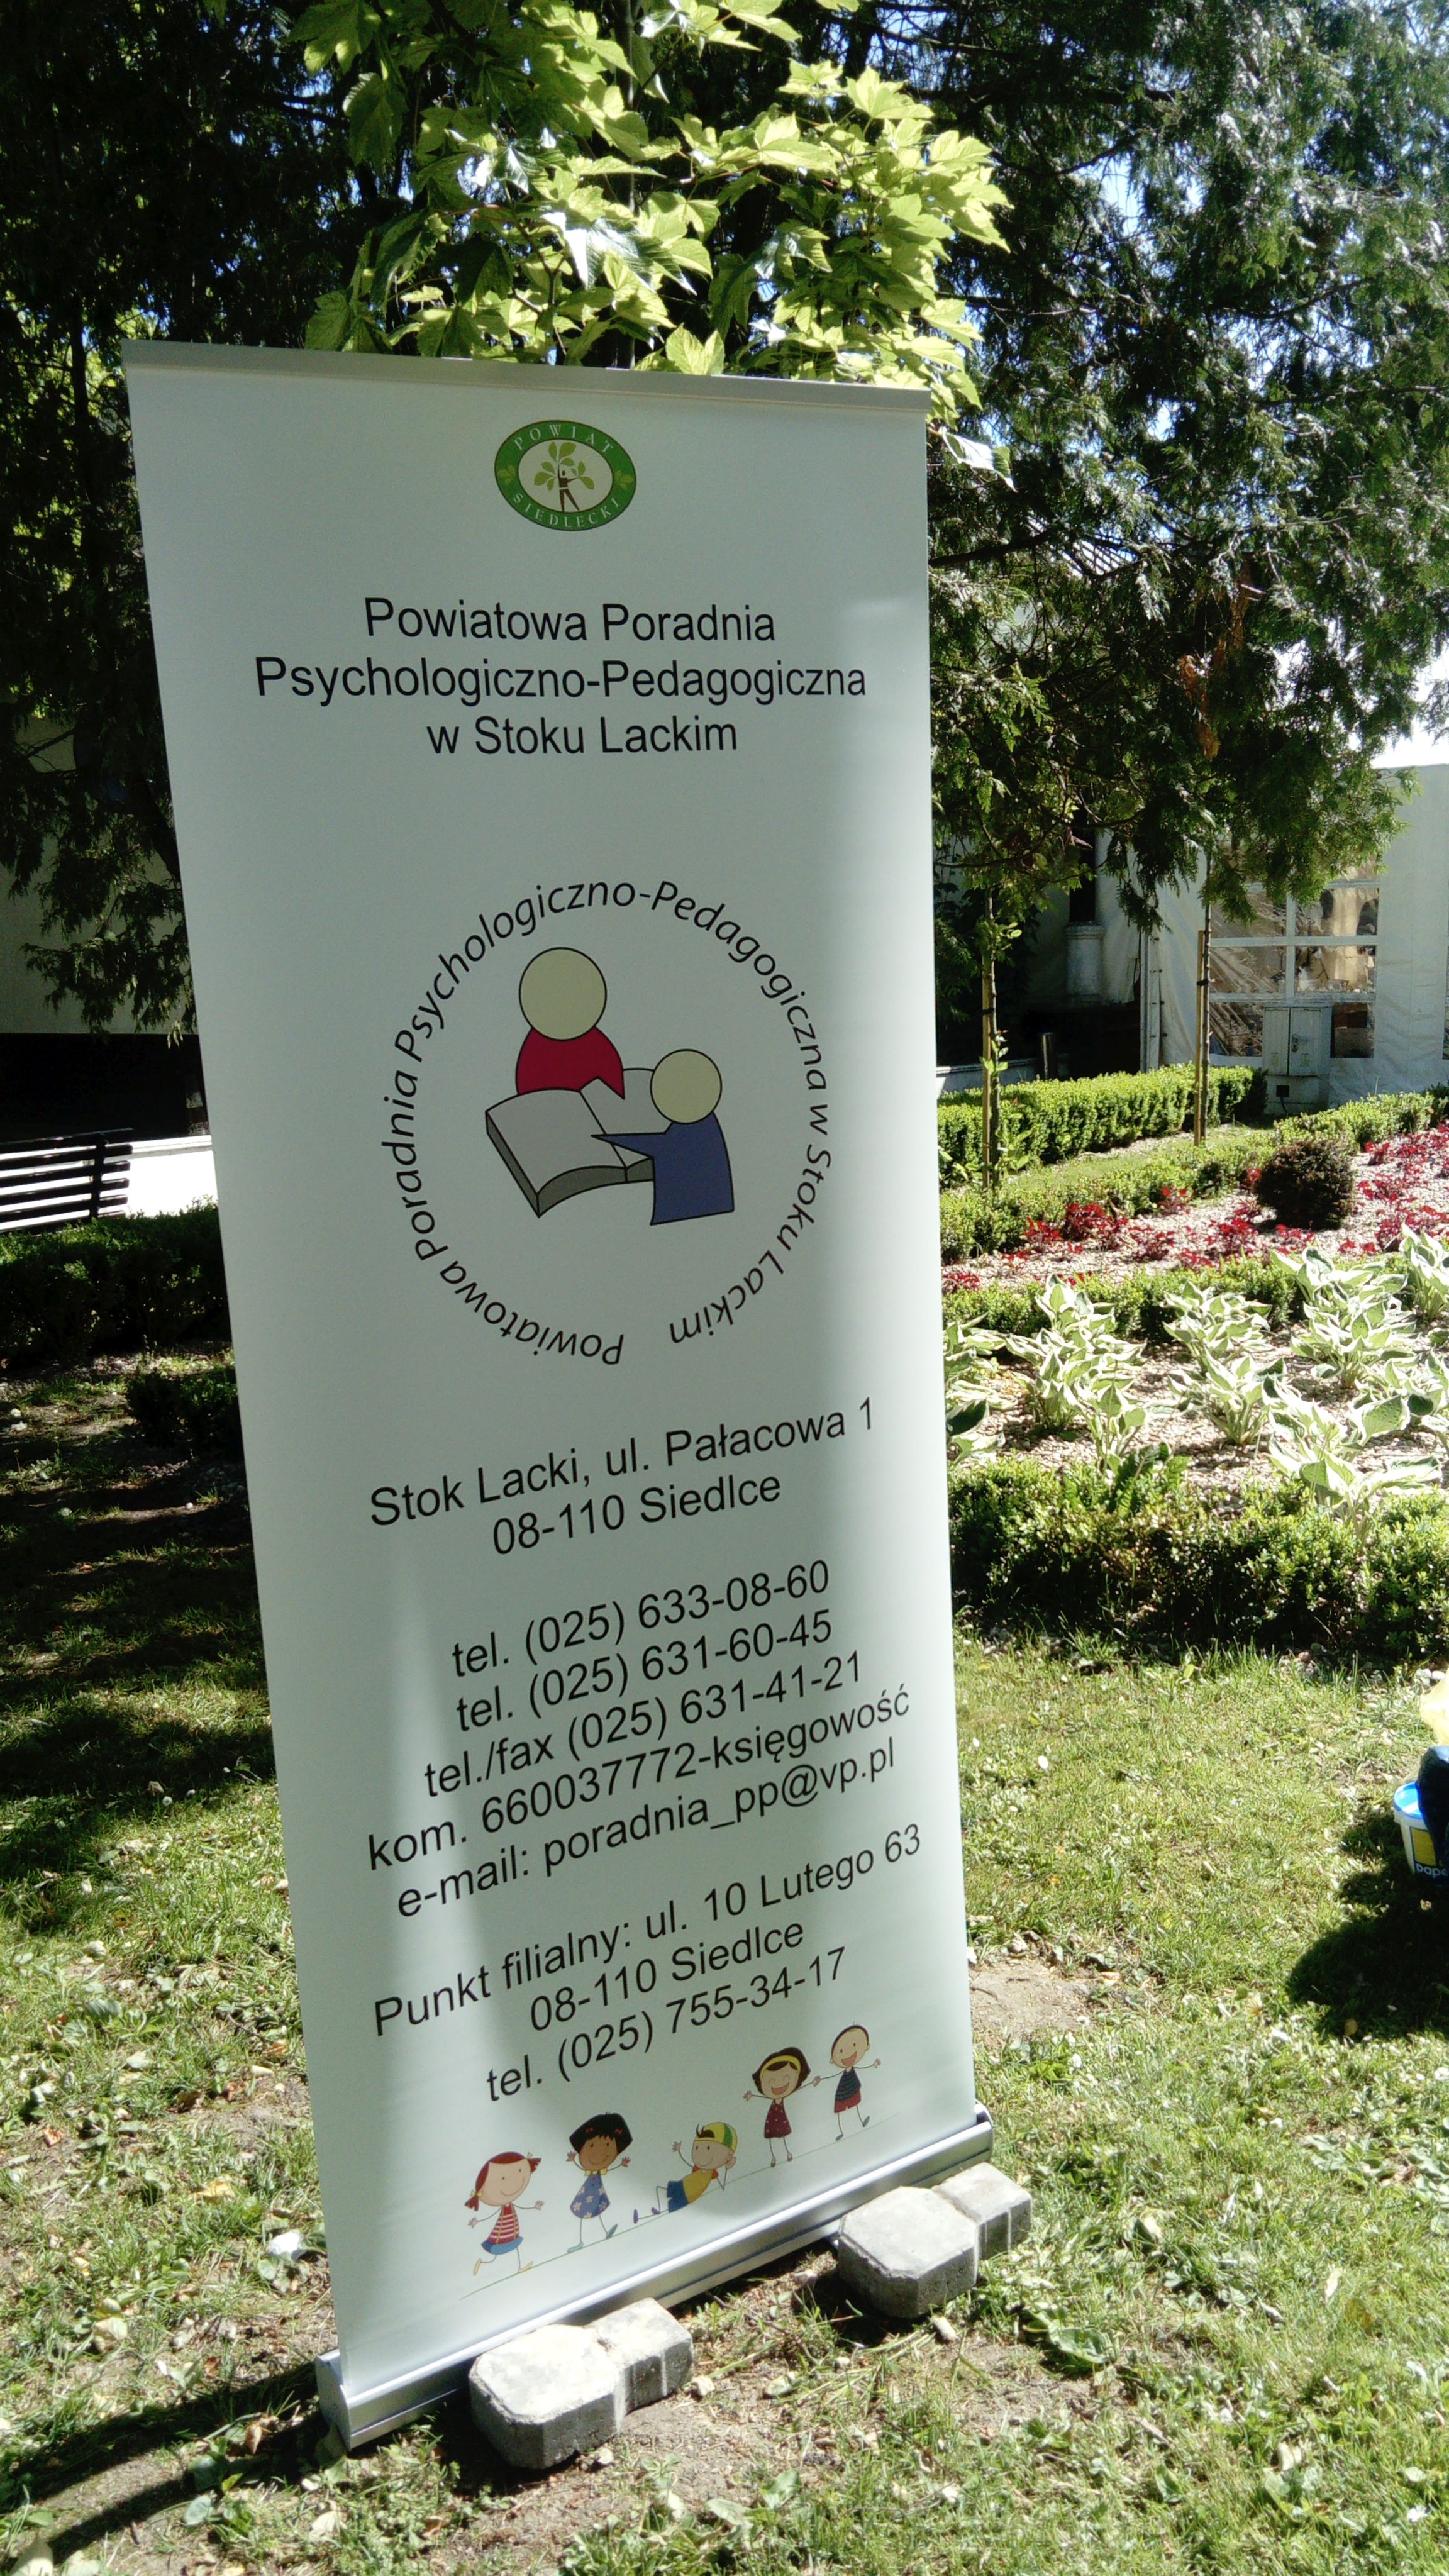 POWIAT
SIEDLECKI
Powiatowa Poradnia
Psychologiczno-Pedagogiczna
w Stoku Lackim
Powiatowa Poradnia Psychologiczno-Pedagogiczna w Stoku Lackim
Stok Lacki, ul. Pałacowa 1
08-110 Siedlce
tel. (025) 633-08-60
tel. (025) 631-60-45
tel./fax (025) 631-41-21
kom. 660037772-księgowość
e-mail: poradnia_pp@vp.pl
Punkt filialny: ul. 10 Lutego 63
08-110 Siedlce
tel. (025) 755-34-17